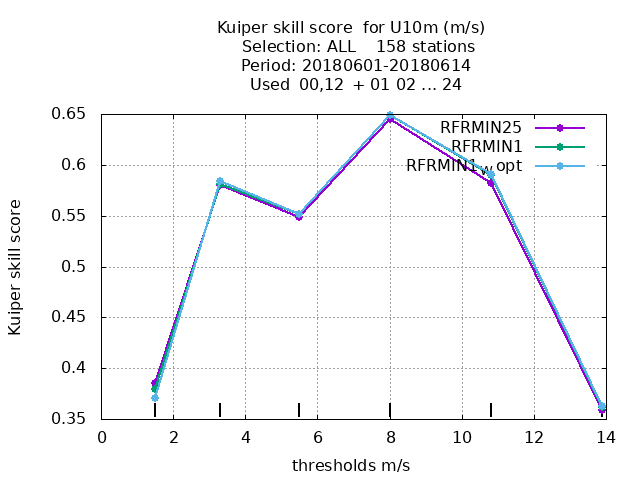 Kuiper skill score for U10m (m/s)
Selection: ALL 158 stations
Period: 20180601-20180614
Used 00,12 + 01 02 ... 24
RFRMIN25
RFRMIN1
RFRMIN1wopt
Kuiper skill score
0.65
0.6
0.55
0.5
0.45
0.4
0.35
0 2 4 6 8 10 12 14
thresholds m/s